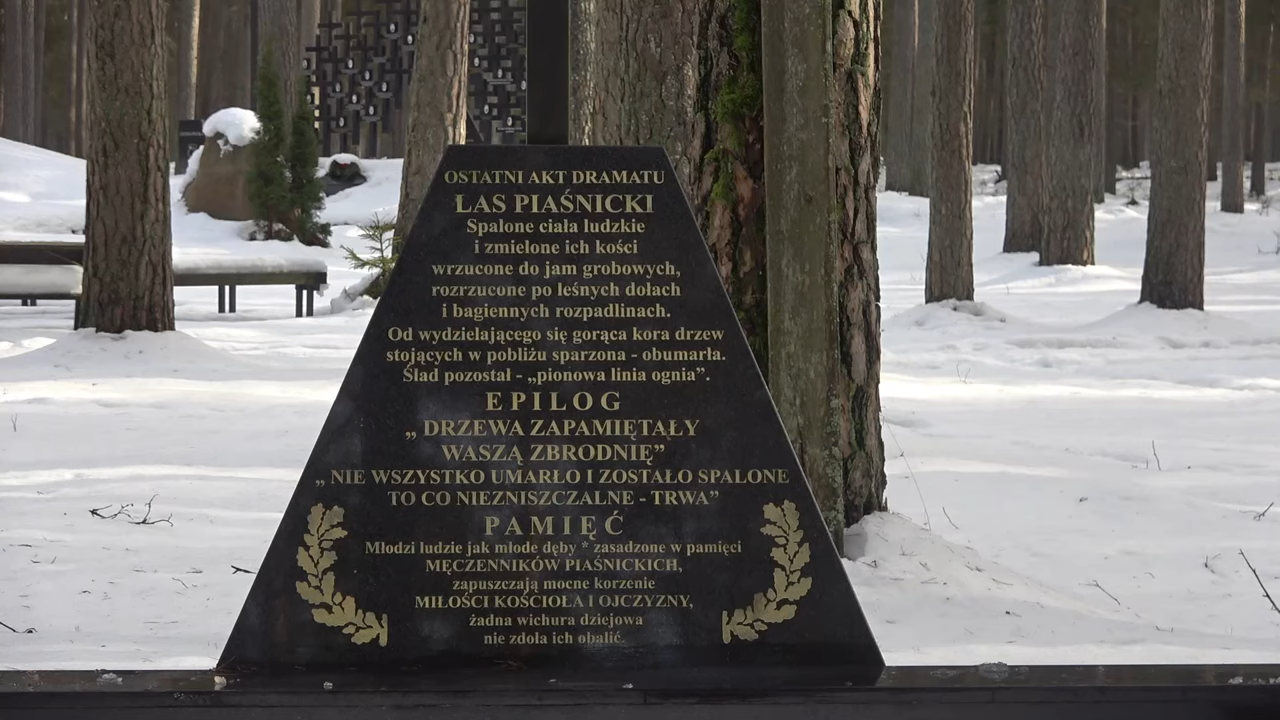 OSTATNI AKT DRAMATU
LAS PIAŚNICKI
Spalone ciała ludzkie
i zmielone ich kości
wrzucone do jam grobowych,
rozrzucone po leśnych dołach
i bagiennych rozpadlinach.
Od wydzielającego się gorąca kora drzew
stojących w pobliżu sparzona - obumarła.
Ślad pozostał - „pionowa linia ognia”.
EPILOG
„ DRZEWA ZAPAMIĘTAŁY
WASZĄ ZBRODNIĘ”
„ NIE WSZYSTKO UMARŁO I ZOSTAŁO SPALONE
TO CO NIEZNISZCZALNE - TRWA”
PAMIĘĆ
Młodzi ludzie jak młode dęby * zasadzone w pamięci
MĘCZENNIKÓW PIAŚNICKICH,
zapuszczają mocne korzenie
MIŁOŚCI KOŚCIOŁA I OJCZYZNY,
żadna wichura dziejowa
nie zdoła ich obalić.